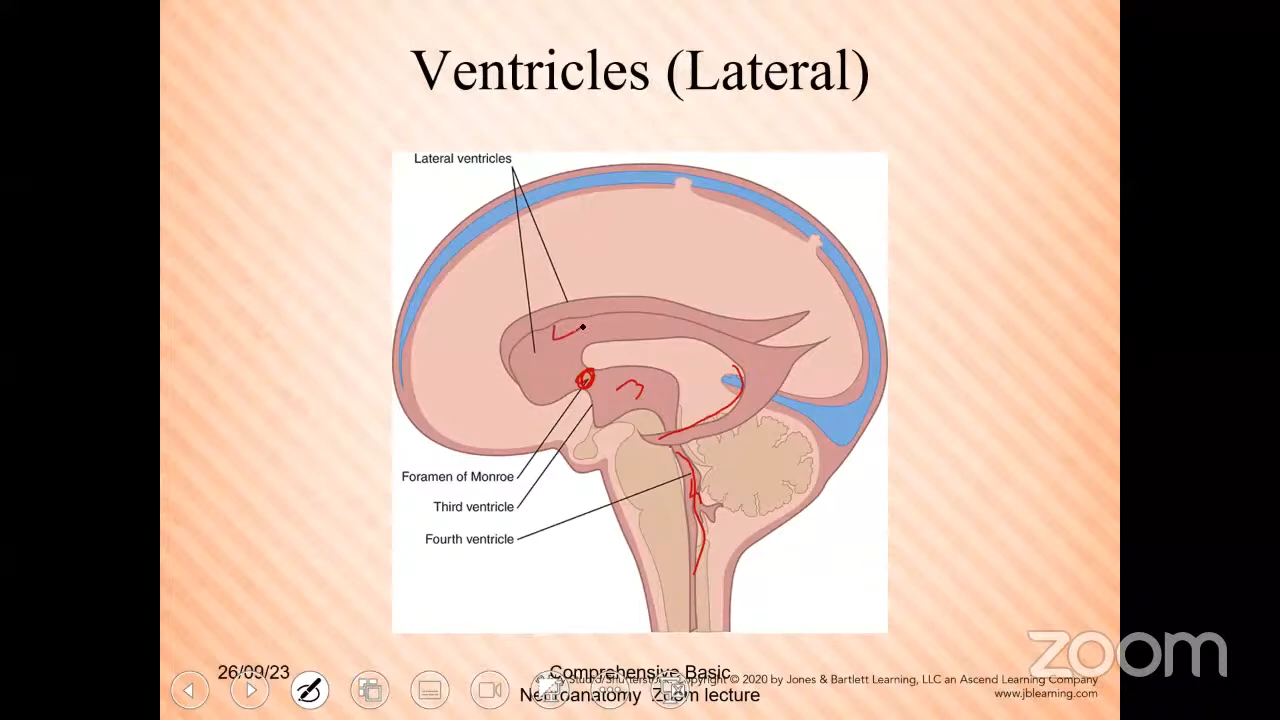 Ventricles (Lateral)
Lateral ventricles
Foramen of Monroe
Third ventricle
Fourth ventricle
zoom
26/09/23
Comprehensive Basic
Neuroanatomy Zoom lecture
Copyright © 2020 by Jones & Bartlett Learning, LLC an Ascend Learning Company
www.jblearning.com